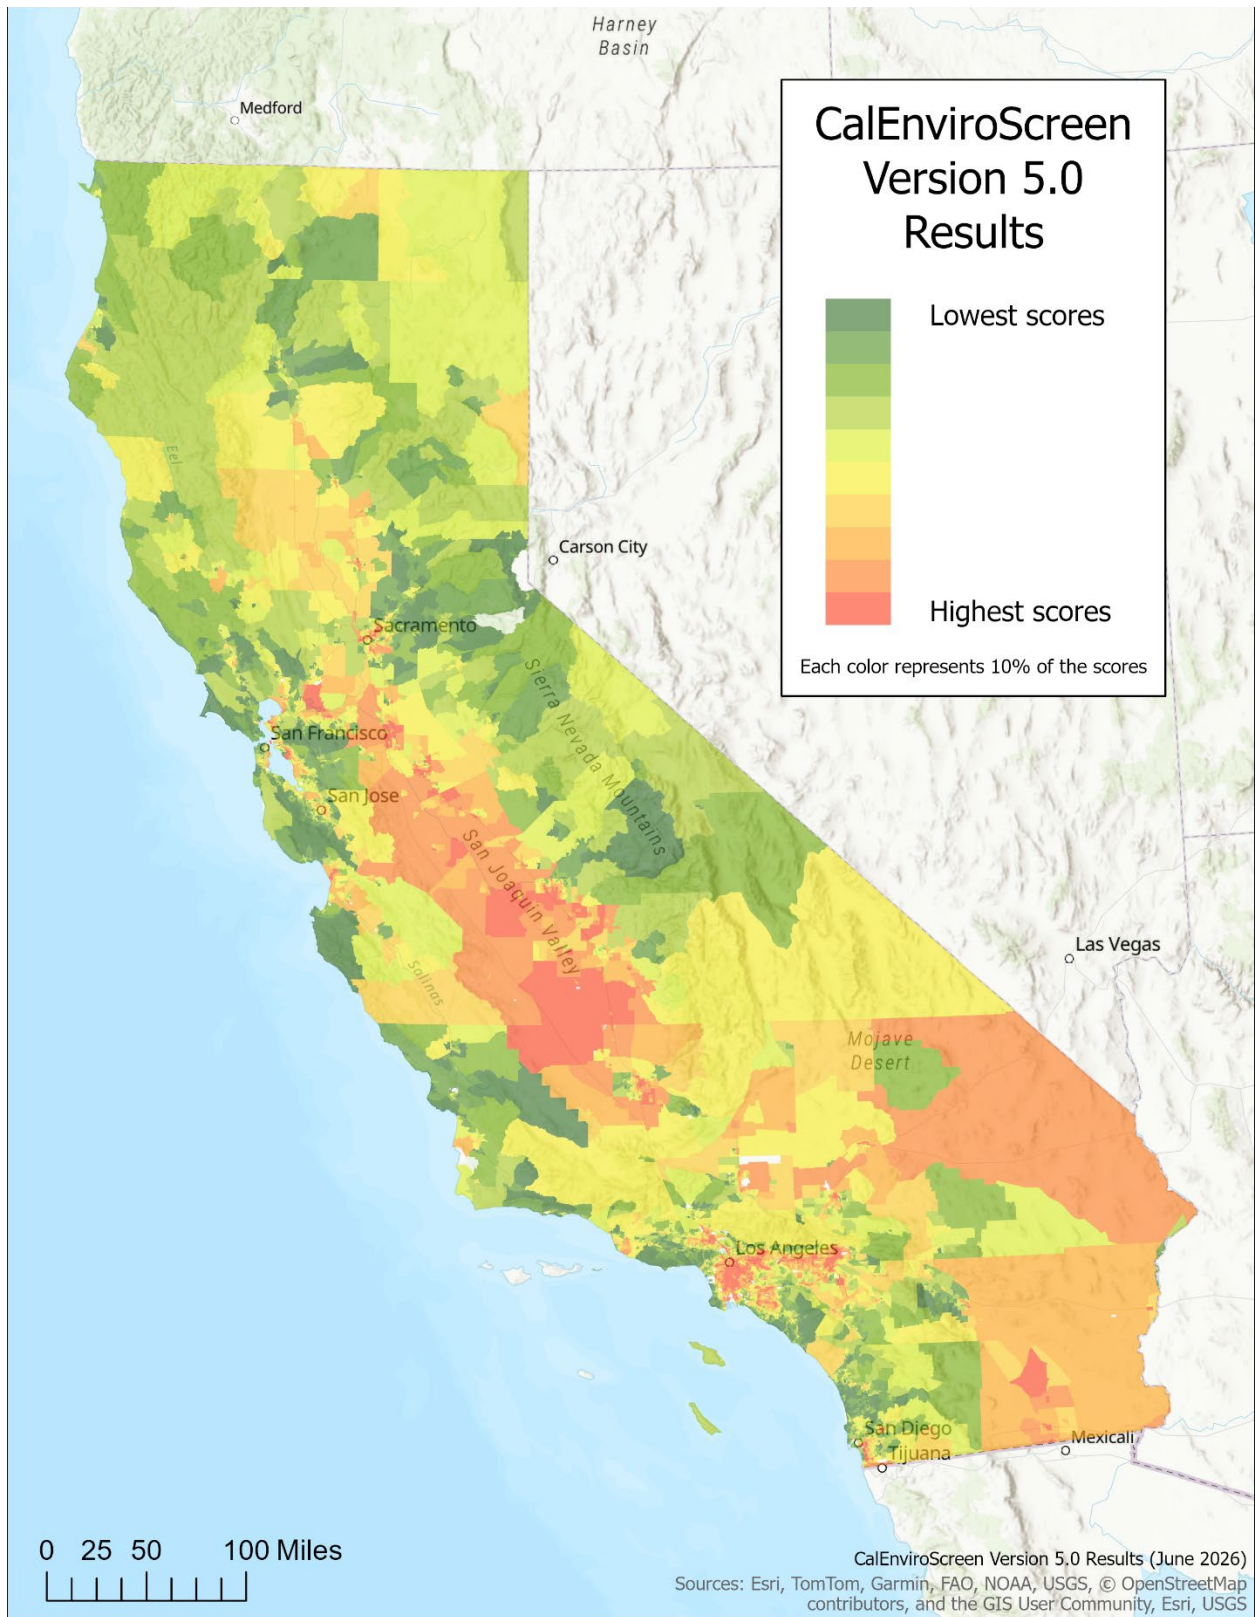 Harney
Basin
Medford
CalEnviroScreen
Version 5.0
Results
Lowest scores
Highest scores
Each color represents 10% of the scores
Eel
Carson City
Sacramento
Sierra Nevada Mountains
San Francisco
San Jose
San Joaquin Valley
Salinas
Las Vegas
Mojave
Desert
Los Angeles
San Diego
Tijuana
Mexicali
0 25 50 100 Miles
CalEnviroScreen Version 5.0 Results (June 2026)
Sources: Esri, TomTom, Garmin, FAO, NOAA, USGS, © OpenStreetMap
contributors, and the GIS User Community, Esri, USGS